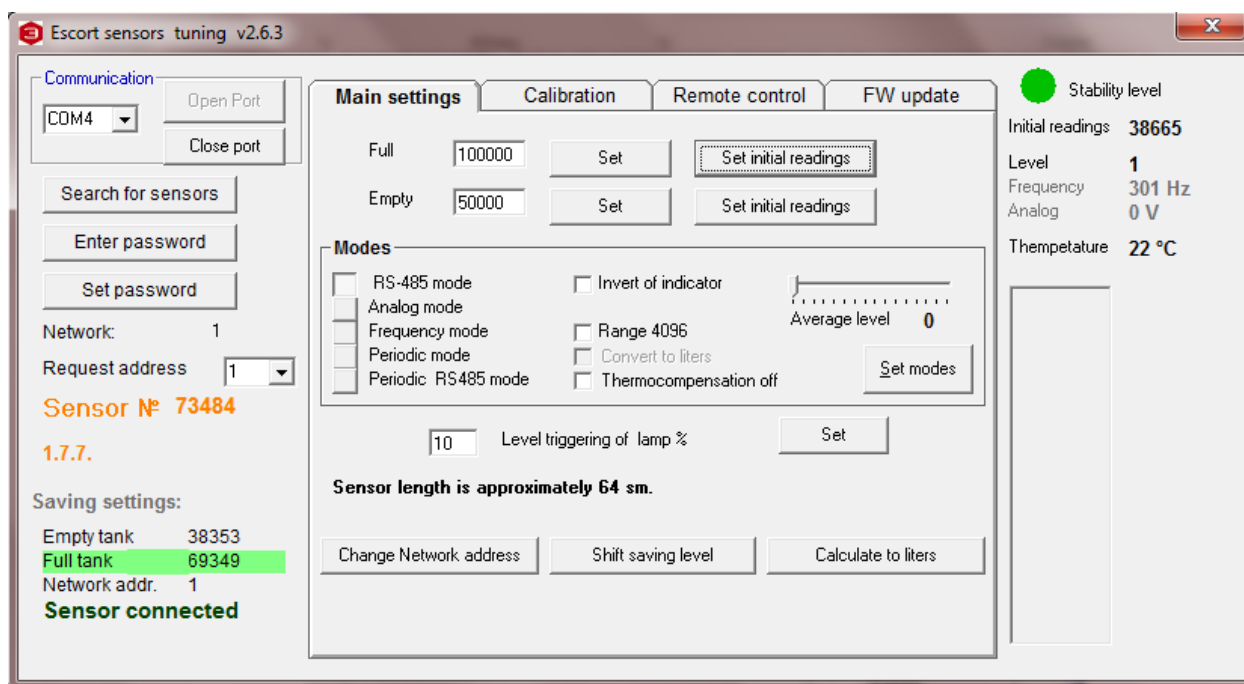 Escort sensors tuning v2.6.3
Communication
COM4
Open Port
Close port
Search for sensors
Enter password
Set password
Network: 1
Request address 1
Sensor № 73484
1.7.7.
Saving settings:
Empty tank 38353
Full tank 69349
Network addr. 1
Sensor connected
Main settings
Calibration
Remote control
FW update
Full 100000 Set Set initial readings
Empty 50000 Set Set initial readings
Modes
RS-485 mode
Analog mode
Frequency mode
Periodic mode
Periodic RS485 mode
Invert of indicator
Range 4096
Convert to liters
Thermocompensation off
Average level 0
Set modes
10 Level triggering of lamp % Set
Sensor length is approximately 64 sm.
Change Network address
Shift saving level
Calculate to liters
Stability level
Initial readings 38665
Level 1
Frequency 301 Hz
Analog 0 V
Thempetature 22 °C